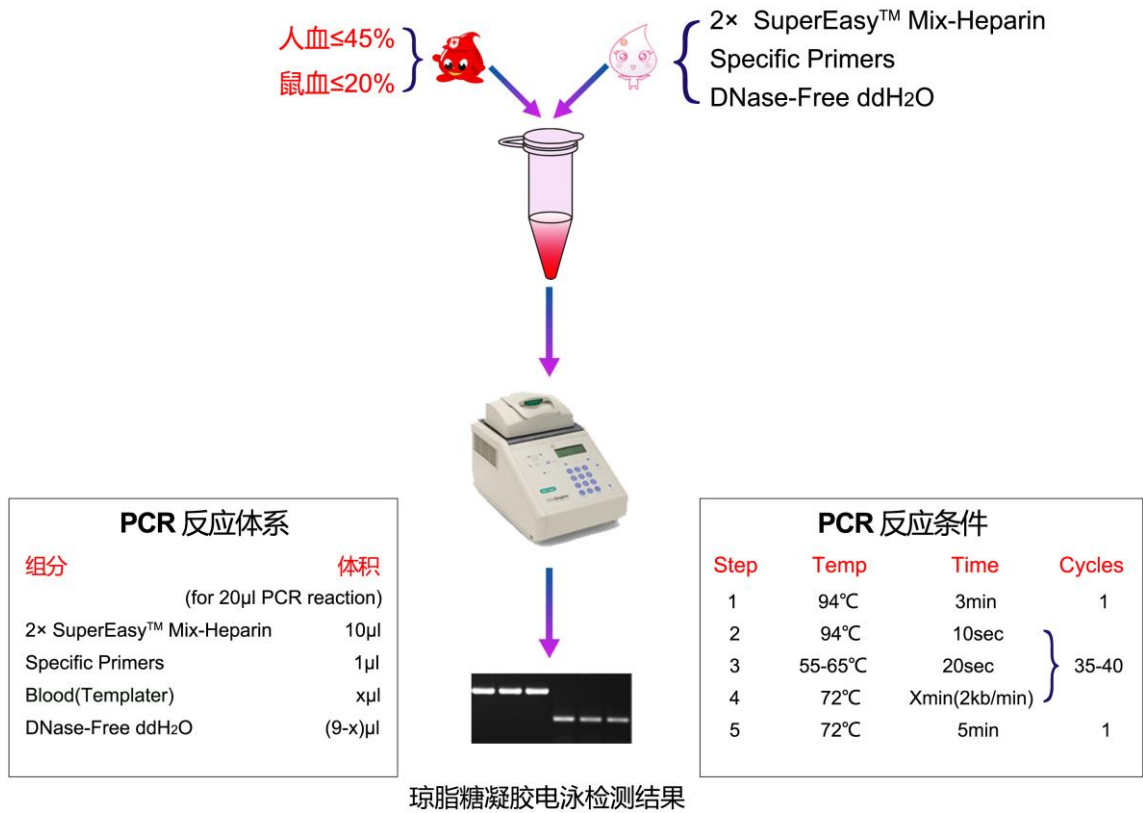 人血≤45%
鼠血≤20%
2× SuperEasy™ Mix-Heparin
Specific Primers
DNase-Free ddH2O
PCR 反应体系
组分 体积
(for 20μl PCR reaction)
2× SuperEasy™ Mix-Heparin 10μl
Specific Primers 1μl
Blood(Templater) xμl
DNase-Free ddH2O (9-x)μl
PCR 反应条件
Step Temp Time Cycles
1 94℃ 3min 1
2 94℃ 10sec
3 55-65℃ 20sec 35-40
4 72℃ Xmin(2kb/min)
5 72℃ 5min 1
琼脂糖凝胶电泳检测结果